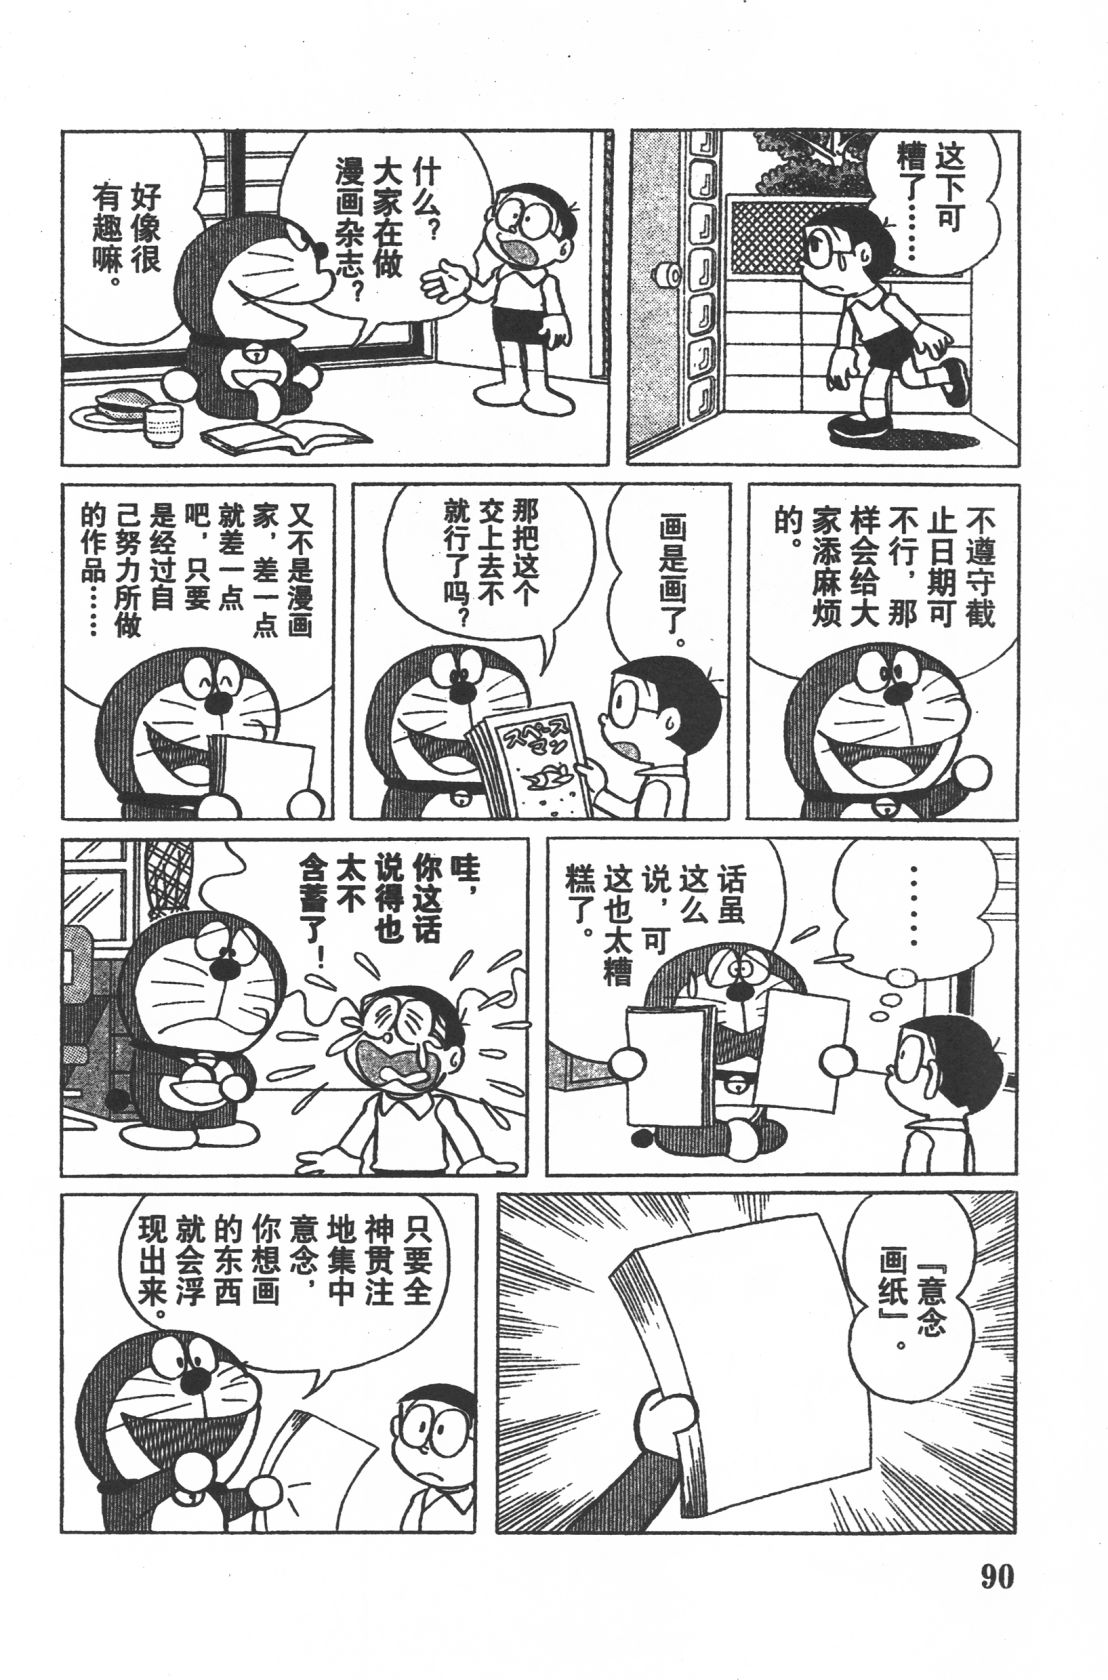 这下可
糟了……
什么？
大家在做
漫画杂志？
好像很
有趣嘛。
不遵守截
止日期可
不行，那
样会给大
家添麻烦
的。
画是画了。
那把这个
交上去不
就行了吗？
スペース
マン
又不是漫画
家，差一点
就差一点
吧，只要
是经过自
己努力所做
的作品……
……
话虽
这么
说，可
这也太糟
糕了。
哇，
你这话
说得也
太不
含蓄了！
『意念
画纸』。
只要全
神贯注
地集中
意念，
你想画
的东西
就会浮
现出来。
90